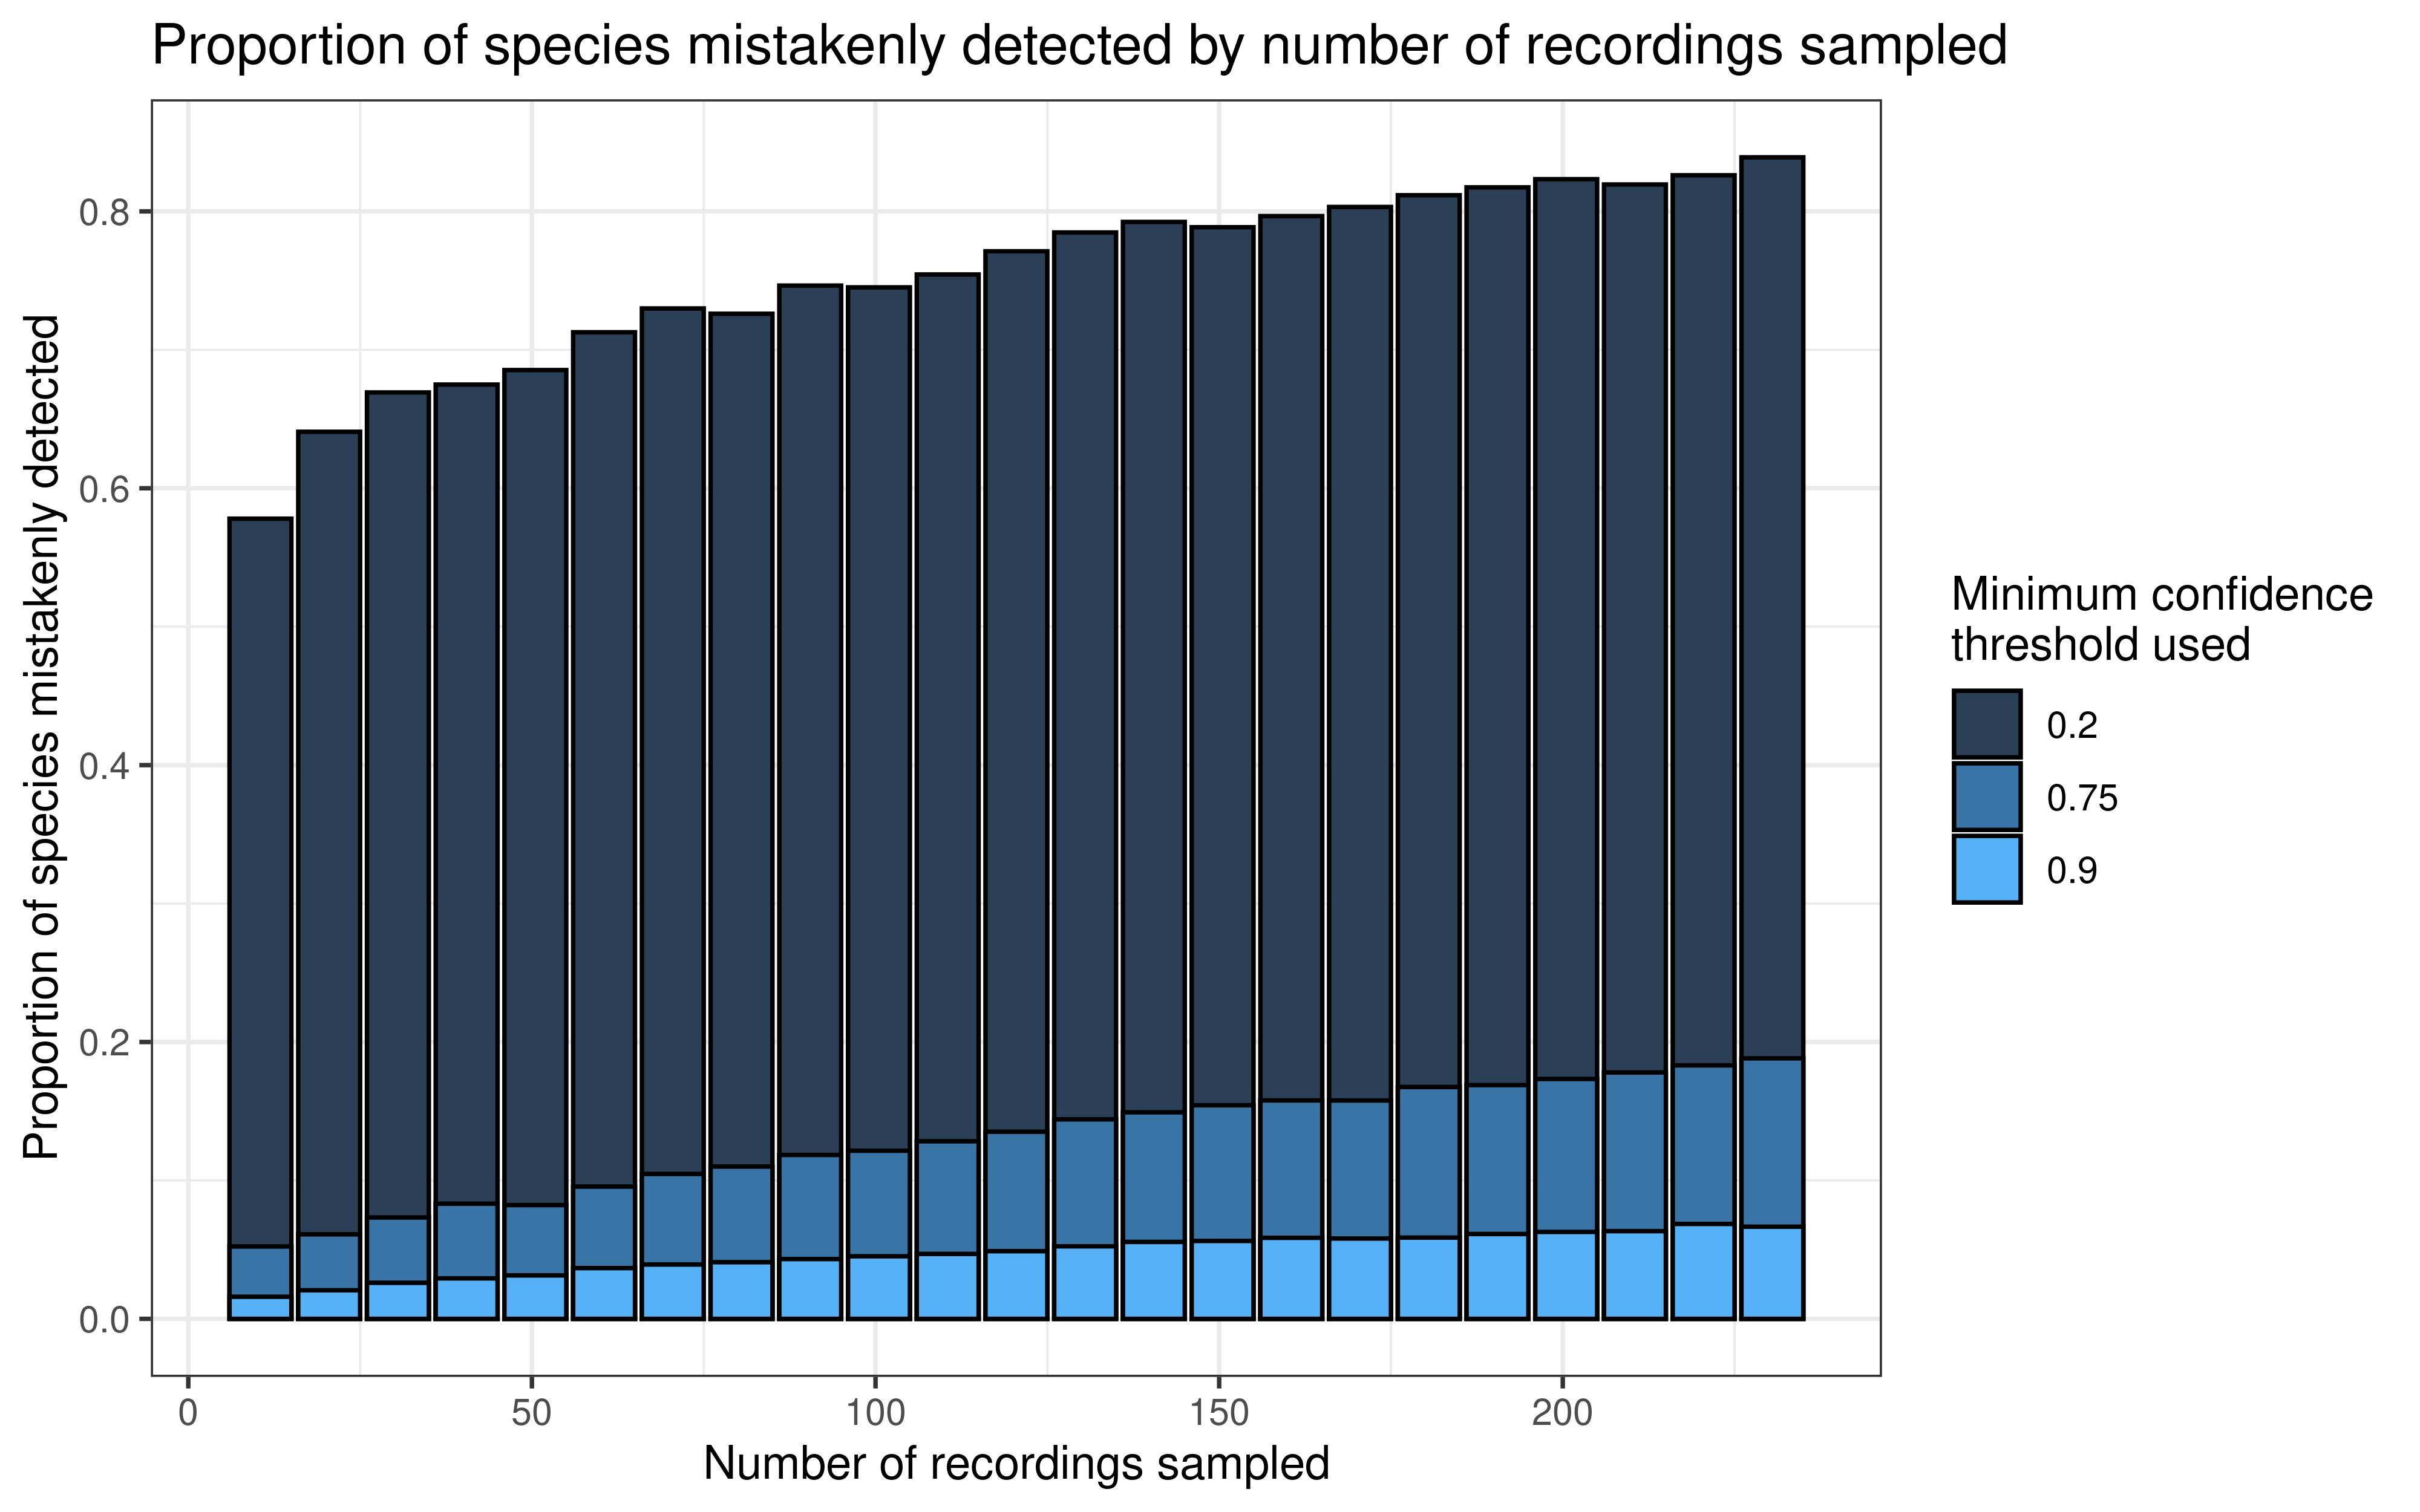 Proportion of species mistakenly detected by number of recordings sampled
Proportion of species mistakenly detected
0.8
0.6
0.4
0.2
0.0
0
50
100
150
200
Number of recordings sampled
Minimum confidence
threshold used
0.2
0.75
0.9